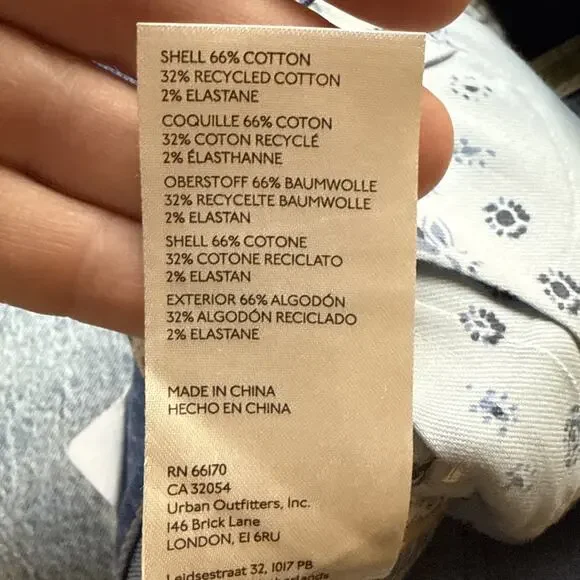 SHELL 66% COTTON
32% RECYCLED COTTON
2% ELASTANE
COQUILLE 66% COTON
32% COTON RECYCLÉ
2% ÉLASTHANNE
OBERSTOFF 66% BAUMWOLLE
32% RECYCELTE BAUMWOLLE
2% ELASTAN
SHELL 66% COTONE
32% COTONE RECICLATO
2% ELASTAN
EXTERIOR 66% ALGODÓN
32% ALGODÓN RECICLADO
2% ELASTANE
MADE IN CHINA
HECHO EN CHINA
RN 66170
CA 32054
Urban Outfitters, Inc.
146 Brick Lane
LONDON, E1 6RU
Leidsestraat 32, 1017 PB